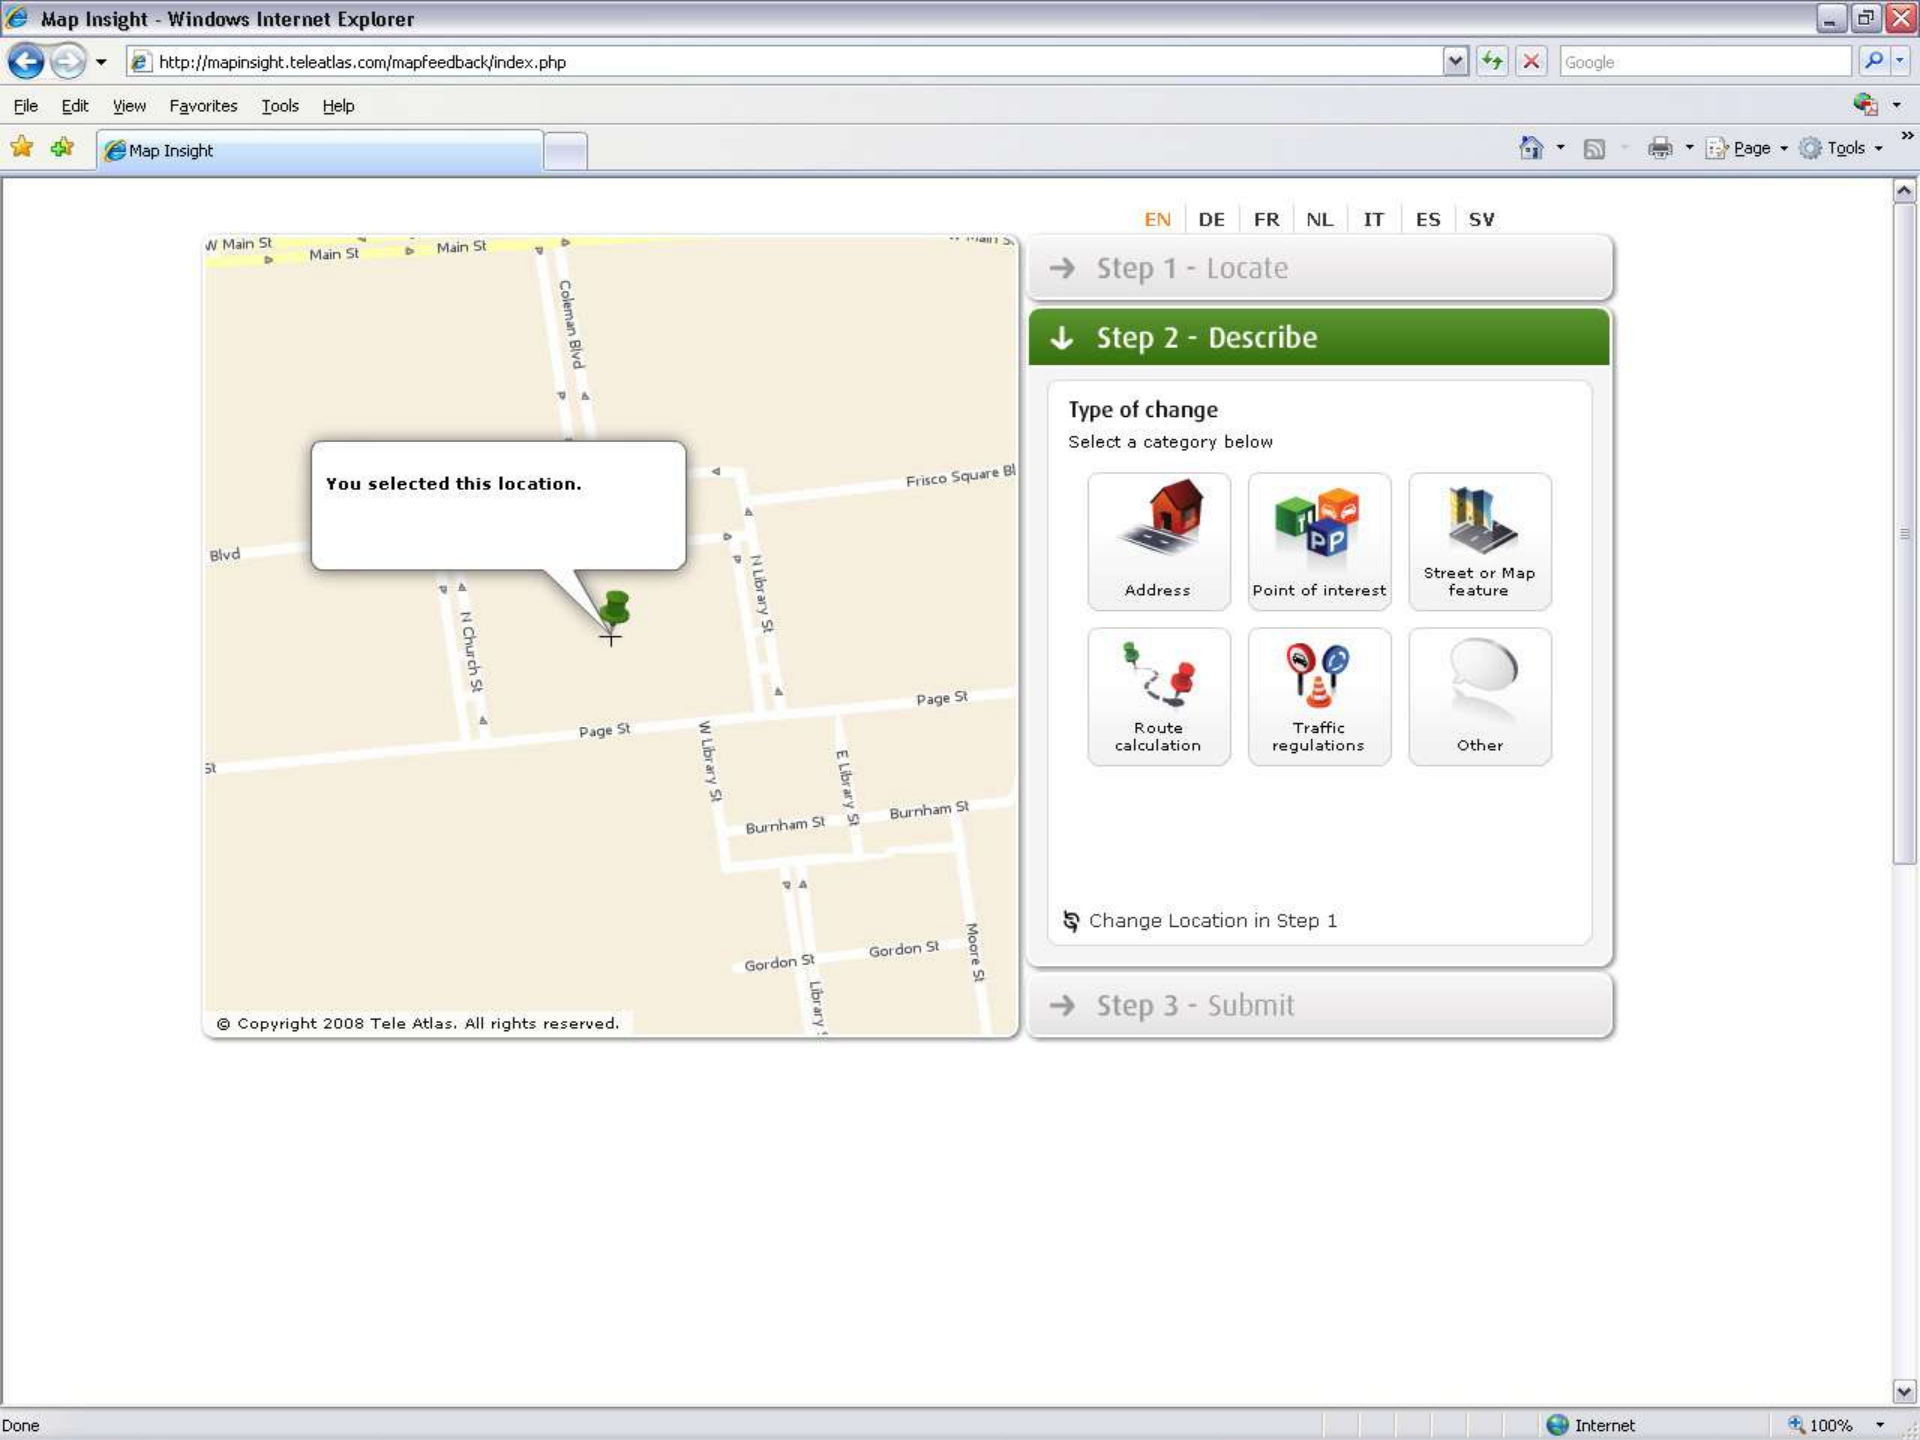 Map Insight - Windows Internet Explorer
http://mapinsight.teleatlas.com/mapfeedback/index.php
Google
File Edit View Favorites Tools Help
Map Insight
Page Tools »
EN DE FR NL IT ES SV
W Main St
Main St
Main St
Coleman Blvd
You selected this location.
Frisco Square Bl
Blvd
N Library St
N Church St
Page St
Page St
St
W Library St
E Library St
Burnham St
Burnham St
Moore St
Gordon St
Gordon St
Library
© Copyright 2008 Tele Atlas. All rights reserved.
Step 1 - Locate
Step 2 - Describe
Type of change
Select a category below
Address
Point of interest
Street or Map
feature
Route
calculation
Traffic
regulations
Other
Change Location in Step 1
Step 3 - Submit
Done
Internet
100%